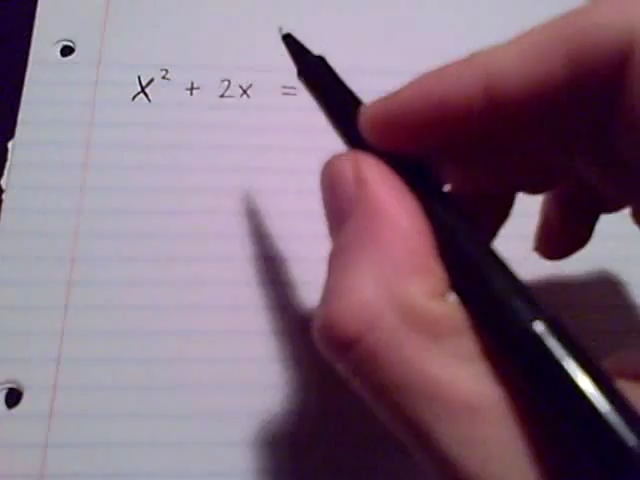 x² + 2x =